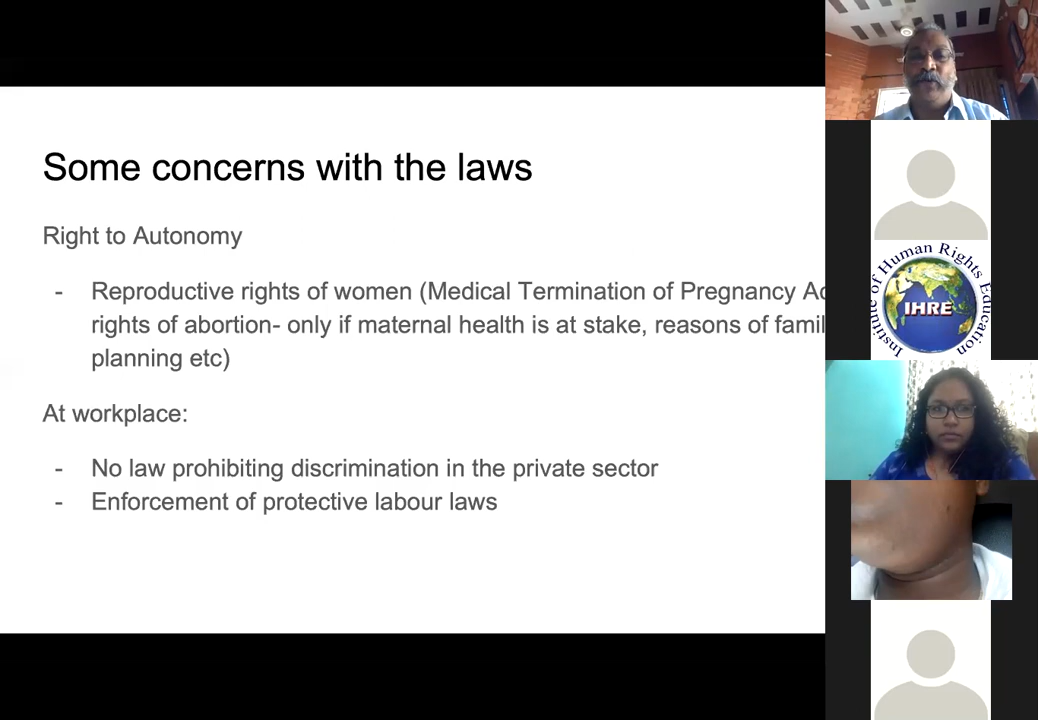 Some concerns with the laws
Right to Autonomy
- Reproductive rights of women (Medical Termination of Pregnancy
rights of abortion- only if maternal health is at stake, reasons of
planning etc)
At workplace:
- No law prohibiting discrimination in the private sector
- Enforcement of protective labour laws
Institute of Human Rights Education
IHRE